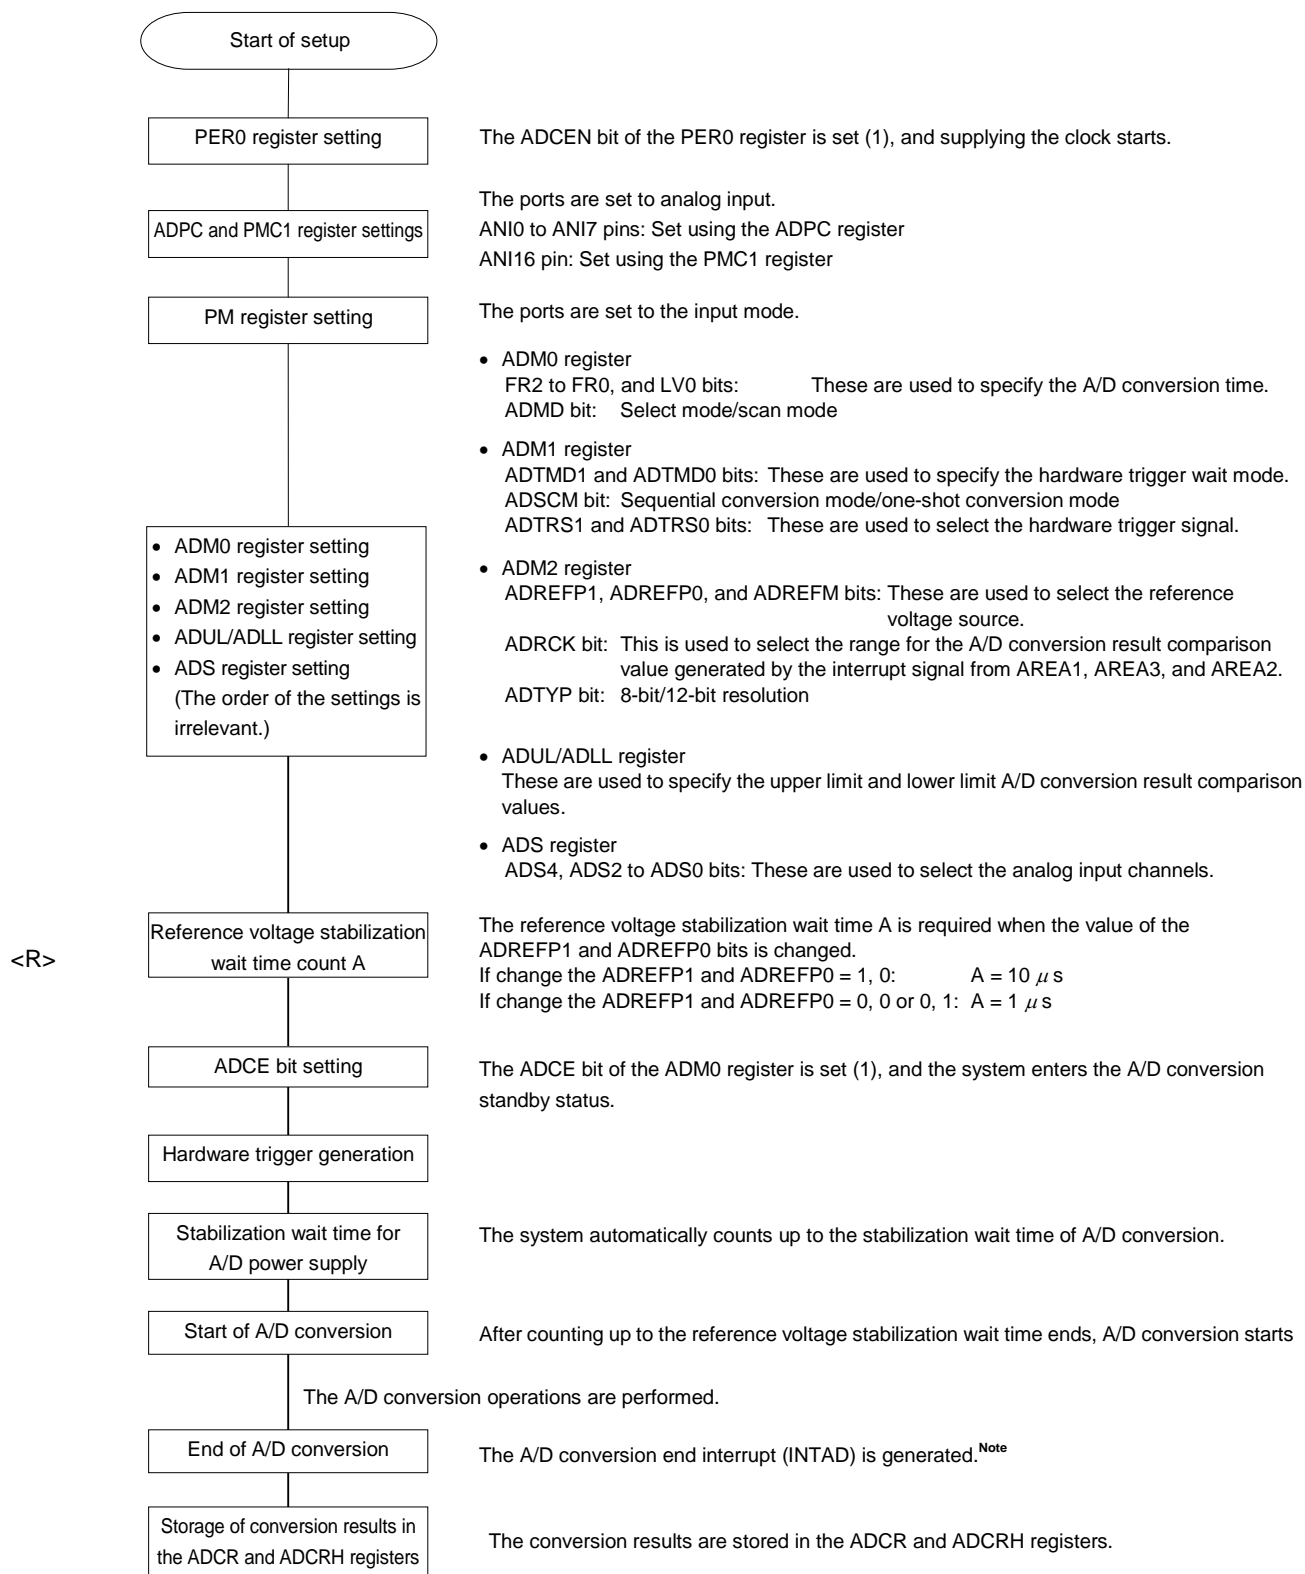 Start of setup
PER0 register setting
The ADCEN bit of the PER0 register is set (1), and supplying the clock starts.
ADPC and PMC1 register settings
The ports are set to analog input.
ANI0 to ANI7 pins: Set using the ADPC register
ANI16 pin: Set using the PMC1 register
PM register setting
The ports are set to the input mode.
• ADM0 register setting
• ADM1 register setting
• ADM2 register setting
• ADUL/ADLL register setting
• ADS register setting
(The order of the settings is
irrelevant.)
• ADM0 register
FR2 to FR0, and LV0 bits: These are used to specify the A/D conversion time.
ADMD bit: Select mode/scan mode
• ADM1 register
ADTMD1 and ADTMD0 bits: These are used to specify the hardware trigger wait mode.
ADSCM bit: Sequential conversion mode/one-shot conversion mode
ADTRS1 and ADTRS0 bits: These are used to select the hardware trigger signal.
• ADM2 register
ADREFP1, ADREFP0, and ADREFM bits: These are used to select the reference
voltage source.
ADRCK bit: This is used to select the range for the A/D conversion result comparison
value generated by the interrupt signal from AREA1, AREA3, and AREA2.
ADTYP bit: 8-bit/12-bit resolution
• ADUL/ADLL register
These are used to specify the upper limit and lower limit A/D conversion result comparison
values.
• ADS register
ADS4, ADS2 to ADS0 bits: These are used to select the analog input channels.
<R>
Reference voltage stabilization
wait time count A
The reference voltage stabilization wait time A is required when the value of the
ADREFP1 and ADREFP0 bits is changed.
If change the ADREFP1 and ADREFP0 = 1, 0: A = 10 μ s
If change the ADREFP1 and ADREFP0 = 0, 0 or 0, 1: A = 1 μ s
ADCE bit setting
The ADCE bit of the ADM0 register is set (1), and the system enters the A/D conversion
standby status.
Hardware trigger generation
Stabilization wait time for
A/D power supply
The system automatically counts up to the stabilization wait time of A/D conversion.
Start of A/D conversion
After counting up to the reference voltage stabilization wait time ends, A/D conversion starts
The A/D conversion operations are performed.
End of A/D conversion
The A/D conversion end interrupt (INTAD) is generated.Note
Storage of conversion results in
the ADCR and ADCRH registers
The conversion results are stored in the ADCR and ADCRH registers.